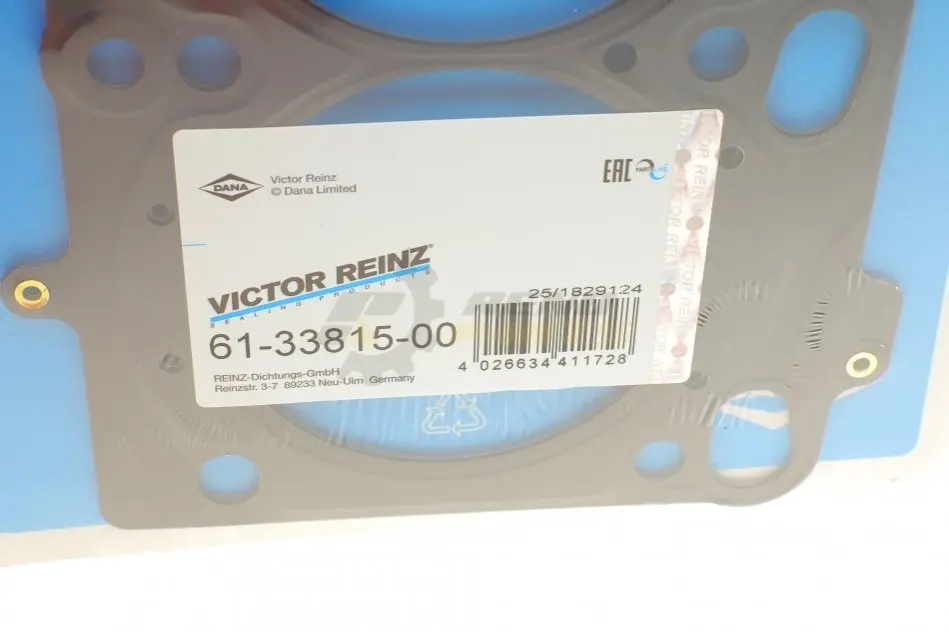 DANA
Victor Reinz
© Dana Limited
EAC
VICTOR REINZ®
SEALING PRODUCTS
25/1829124
61-33815-00
4 026634 411728
REINZ-Dichtungs-GmbH
Reinzstr. 3-7 89233 Neu-Ulm Germany